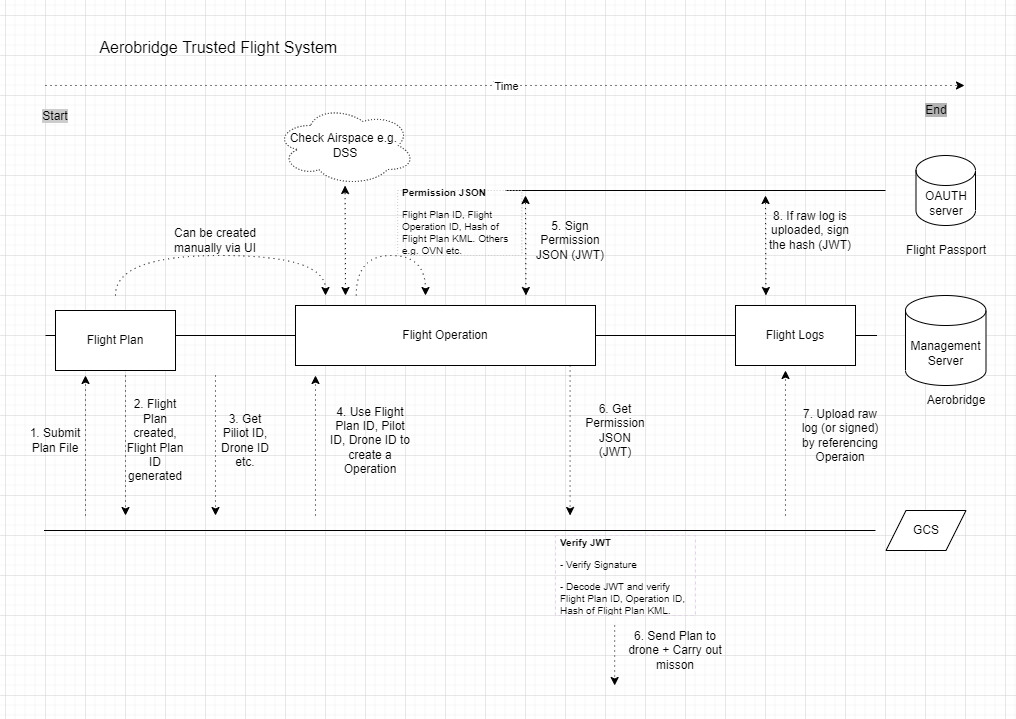 Aerobridge Trusted Flight System
Time
Start
End
Check Airspace e.g.
DSS
Permission JSON
Flight Plan ID, Flight
Operation ID, Hash of
Flight Plan KML. Others
e.g. OVN etc.
5. Sign
Permission
JSON (JWT)
8. If raw log is
uploaded, sign
the hash (JWT)
OAUTH
server
Flight Passport
Can be created
manually via UI
Flight Plan
Flight Operation
Flight Logs
Management
Server
Aerobridge
1. Submit
Plan File
2. Flight
Plan
created,
Flight Plan
ID
generated
3. Get
Piliot ID,
Drone ID
etc.
4. Use Flight
Plan ID, Pilot
ID, Drone ID to
create a
Operation
6. Get
Permission
JSON
(JWT)
7. Upload raw
log (or signed)
by referencing
Operaion
GCS
Verify JWT
- Verify Signature
- Decode JWT and verify
Flight Plan ID, Operation ID,
Hash of Flight Plan KML.
6. Send Plan to
drone + Carry out
misson